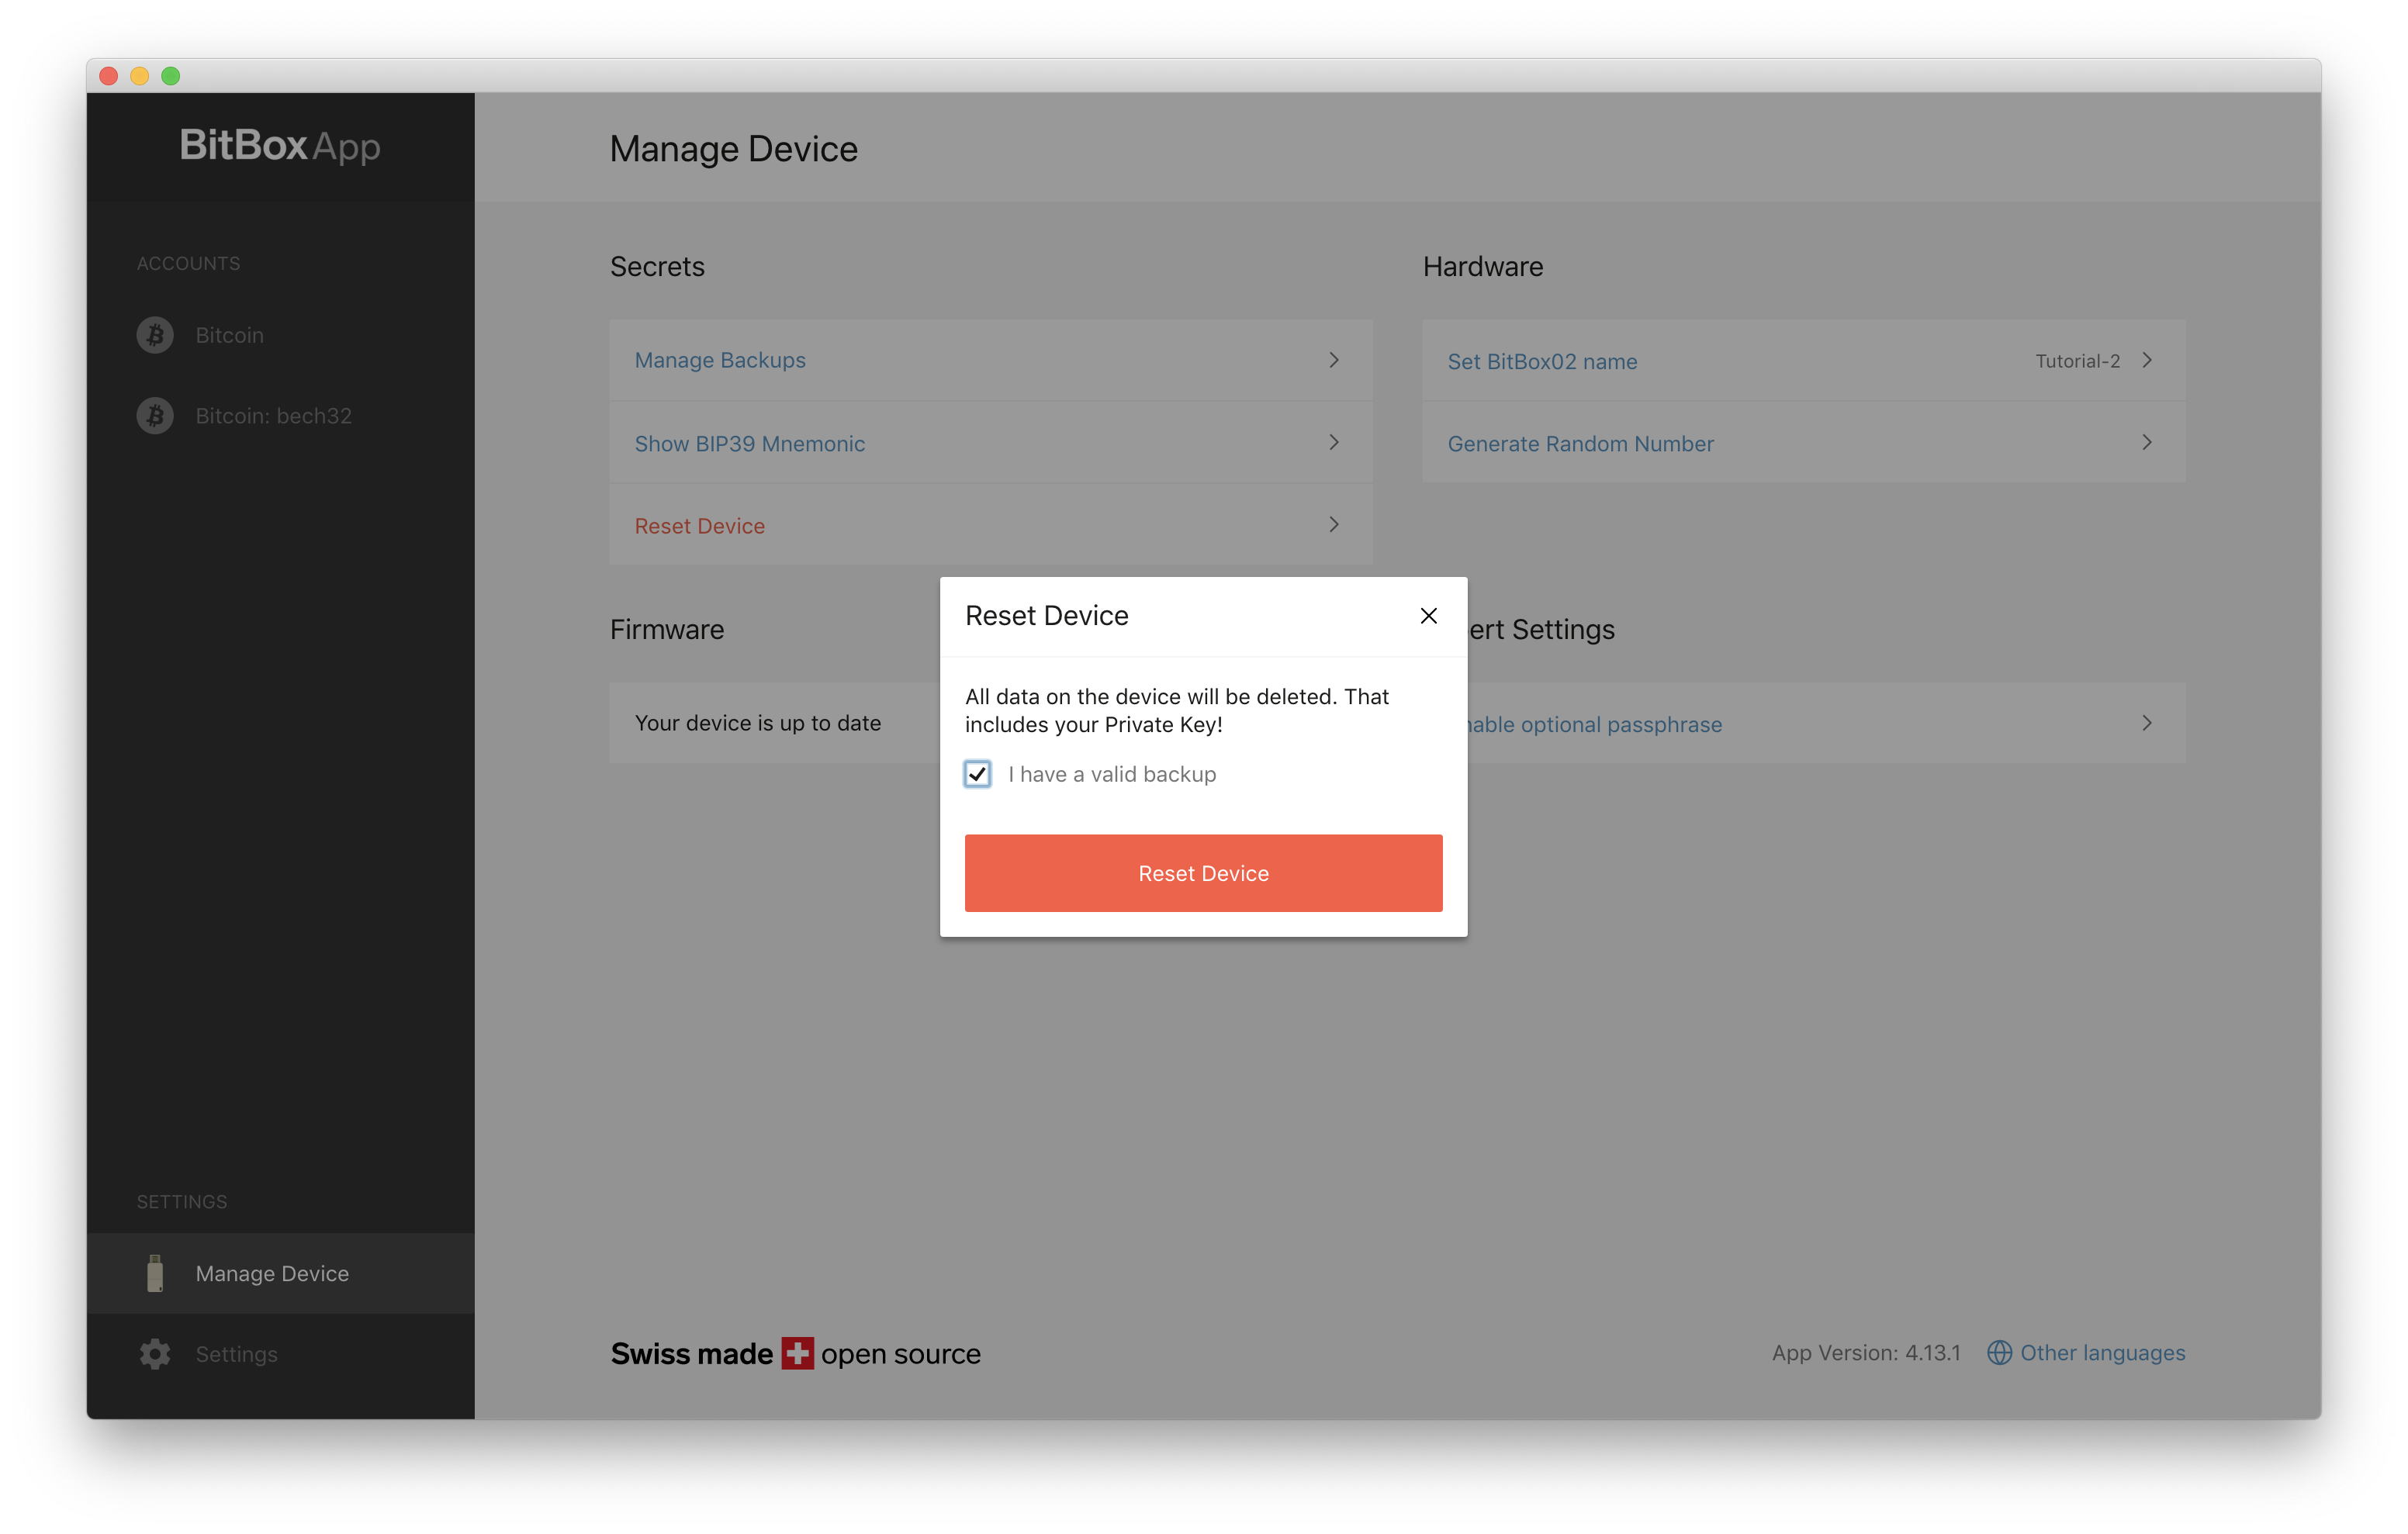 BitBox App
ACCOUNTS
Bitcoin
Bitcoin: bech32
SETTINGS
Manage Device
Settings
Manage Device
Secrets
Manage Backups
Show BIP39 Mnemonic
Reset Device
Hardware
Set BitBox02 name Tutorial-2
Generate Random Number
Firmware
Your device is up to date
ert Settings
nable optional passphrase
Reset Device
All data on the device will be deleted. That
includes your Private Key!
I have a valid backup
Reset Device
Swiss made open source
App Version: 4.13.1 Other languages